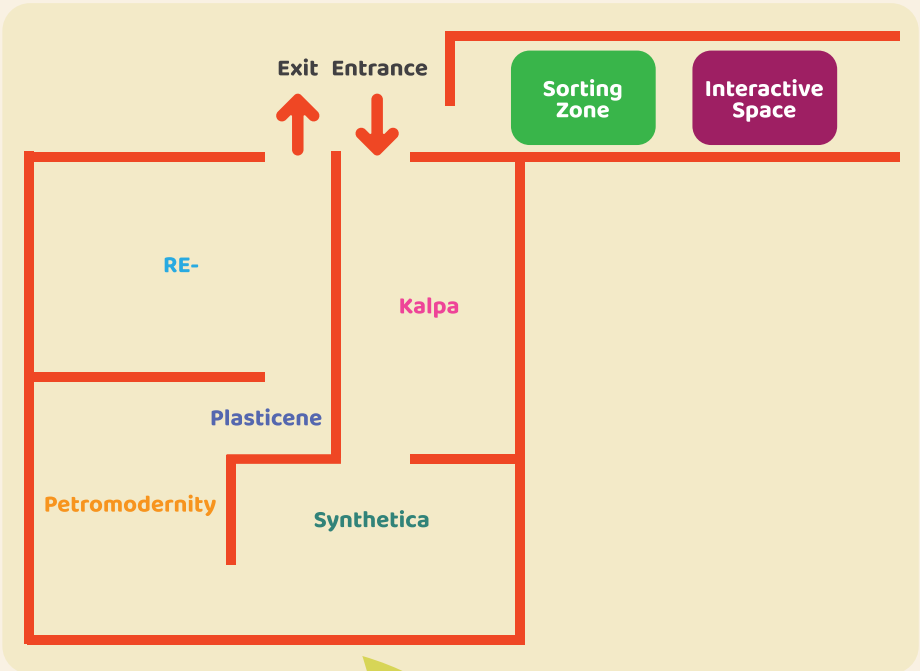 Exit Entrance
Sorting
Zone
Interactive
Space
RE-
Kalpa
Plasticene
Petromodernity
Synthetica